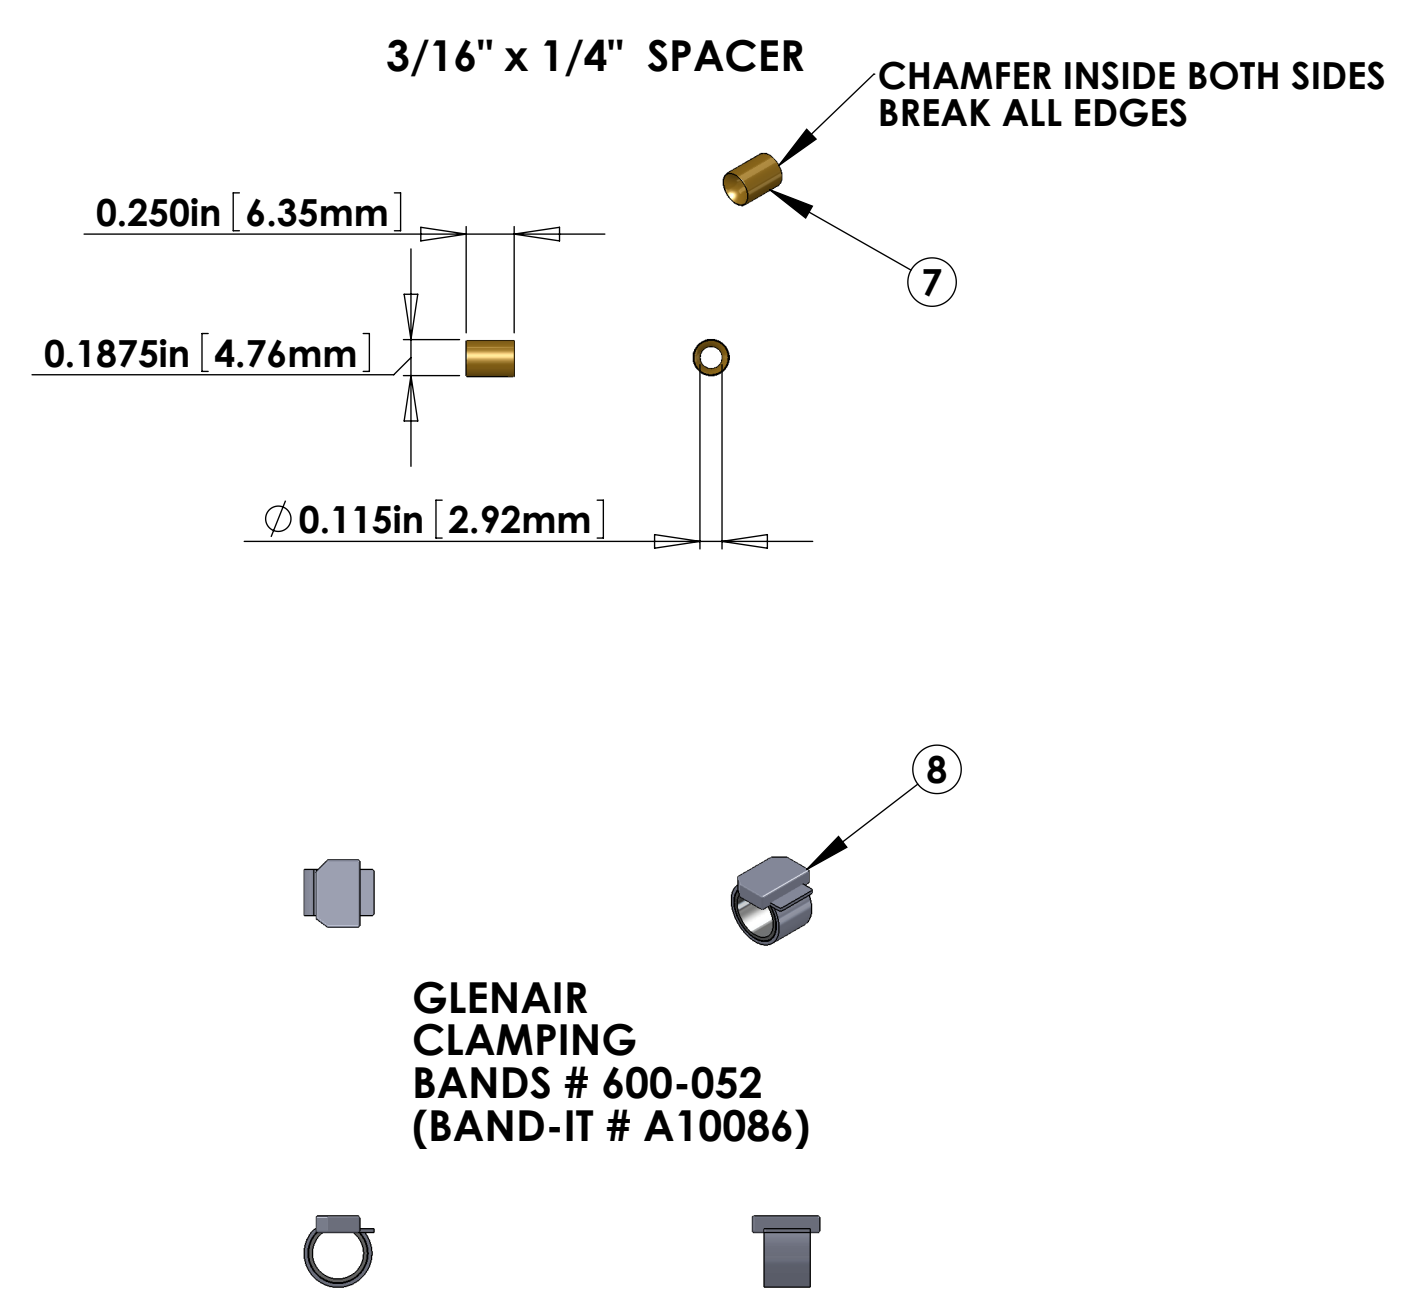 3/16" x 1/4" SPACER
CHAMFER INSIDE BOTH SIDES
BREAK ALL EDGES
0.250in [6.35mm]
7
0.1875in [4.76mm]
∅0.115in [2.92mm]
8
GLENAIR
CLAMPING
BANDS # 600-052
(BAND-IT # A10086)